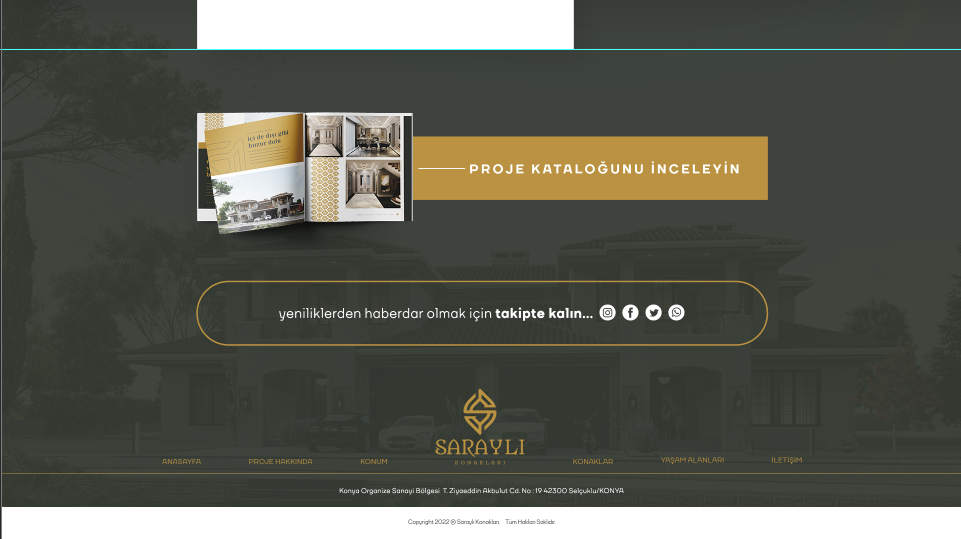 içi de dışı gibi
huzur dolu
PROJE KATALOĞUNU İNCELEYİN
yeniliklerden haberdar olmak için takipte kalın...
SARAYLI
KONAKLARI
ANASAYFA PROJE HAKKINDA KONUM KONAKLAR YAŞAM ALANLARI İLETİŞİM
Konya Organize Sanayi Bölgesi T. Ziyaeddin Akbulut Cd. No : 19 42300 Selçuklu/KONYA
Copyright 2022 © Saraylı Konakları. Tüm Hakları Saklıdır.